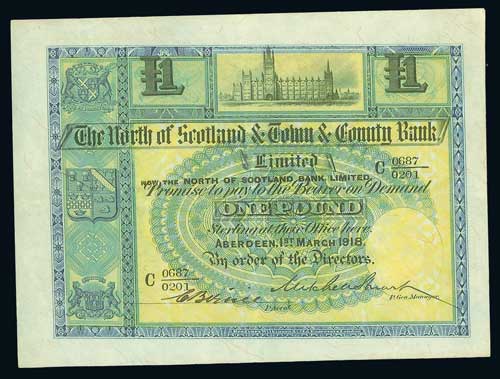 £1 £1
The North of Scotland & Town & County Bank
Limited
C 0687/0201
NOW, THE NORTH OF SCOTLAND BANK LIMITED.
Promise to pay to the Bearer on Demand
ONE POUND
Sterling at their Office here.
ABERDEEN, 1ST MARCH 1918.
By order of the Directors.
C 0687/0201
P. Gen. Manager.